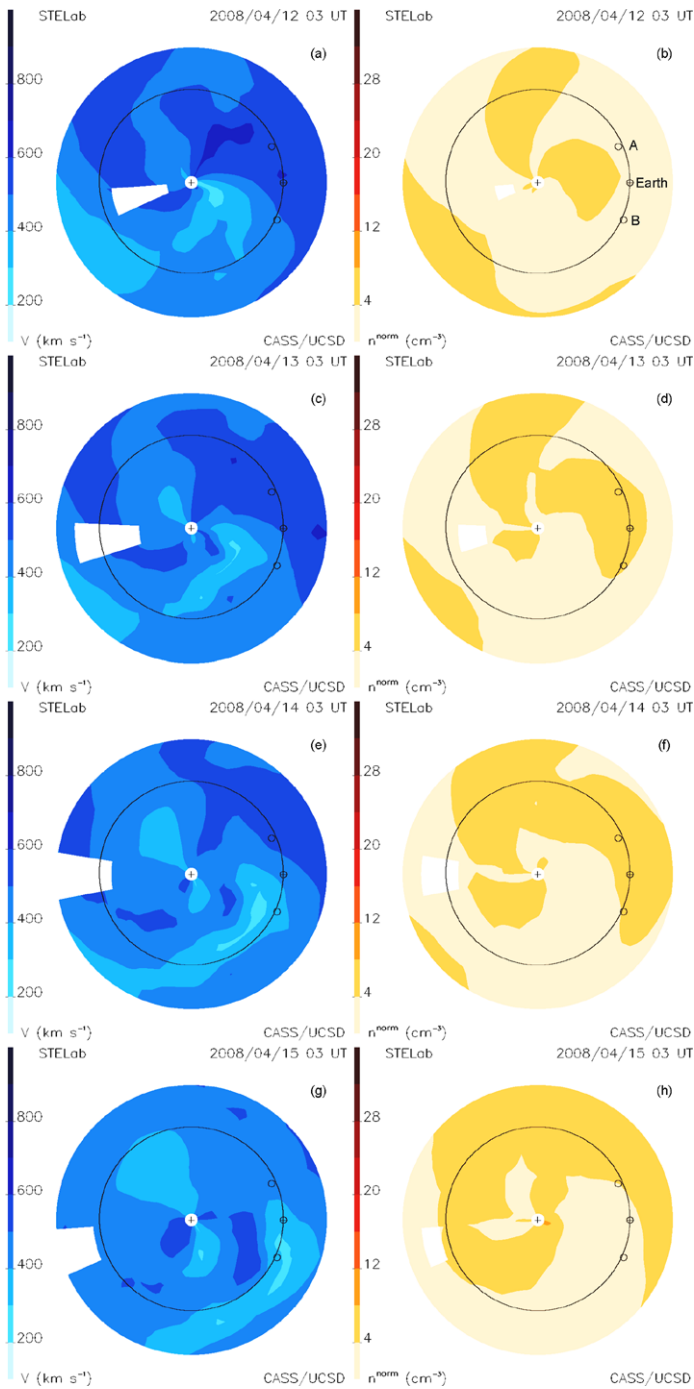 STELab 2008/04/12 03 UT STELab 2008/04/12 03 UT
(a) (b)
800 28
A
600 20
Earth
B
400 12
200 4
V (km s⁻¹) CASS/UCSD nⁿᵒʳᵐ (cm⁻³) CASS/UCSD
STELab 2008/04/13 03 UT STELab 2008/04/13 03 UT
(c) (d)
800 28
600 20
400 12
200 4
V (km s⁻¹) CASS/UCSD nⁿᵒʳᵐ (cm⁻³) CASS/UCSD
STELab 2008/04/14 03 UT STELab 2008/04/14 03 UT
(e) (f)
800 28
600 20
400 12
200 4
V (km s⁻¹) CASS/UCSD nⁿᵒʳᵐ (cm⁻³) CASS/UCSD
STELab 2008/04/15 03 UT STELab 2008/04/15 03 UT
(g) (h)
800 28
600 20
400 12
200 4
V (km s⁻¹) CASS/UCSD nⁿᵒʳᵐ (cm⁻³) CASS/UCSD